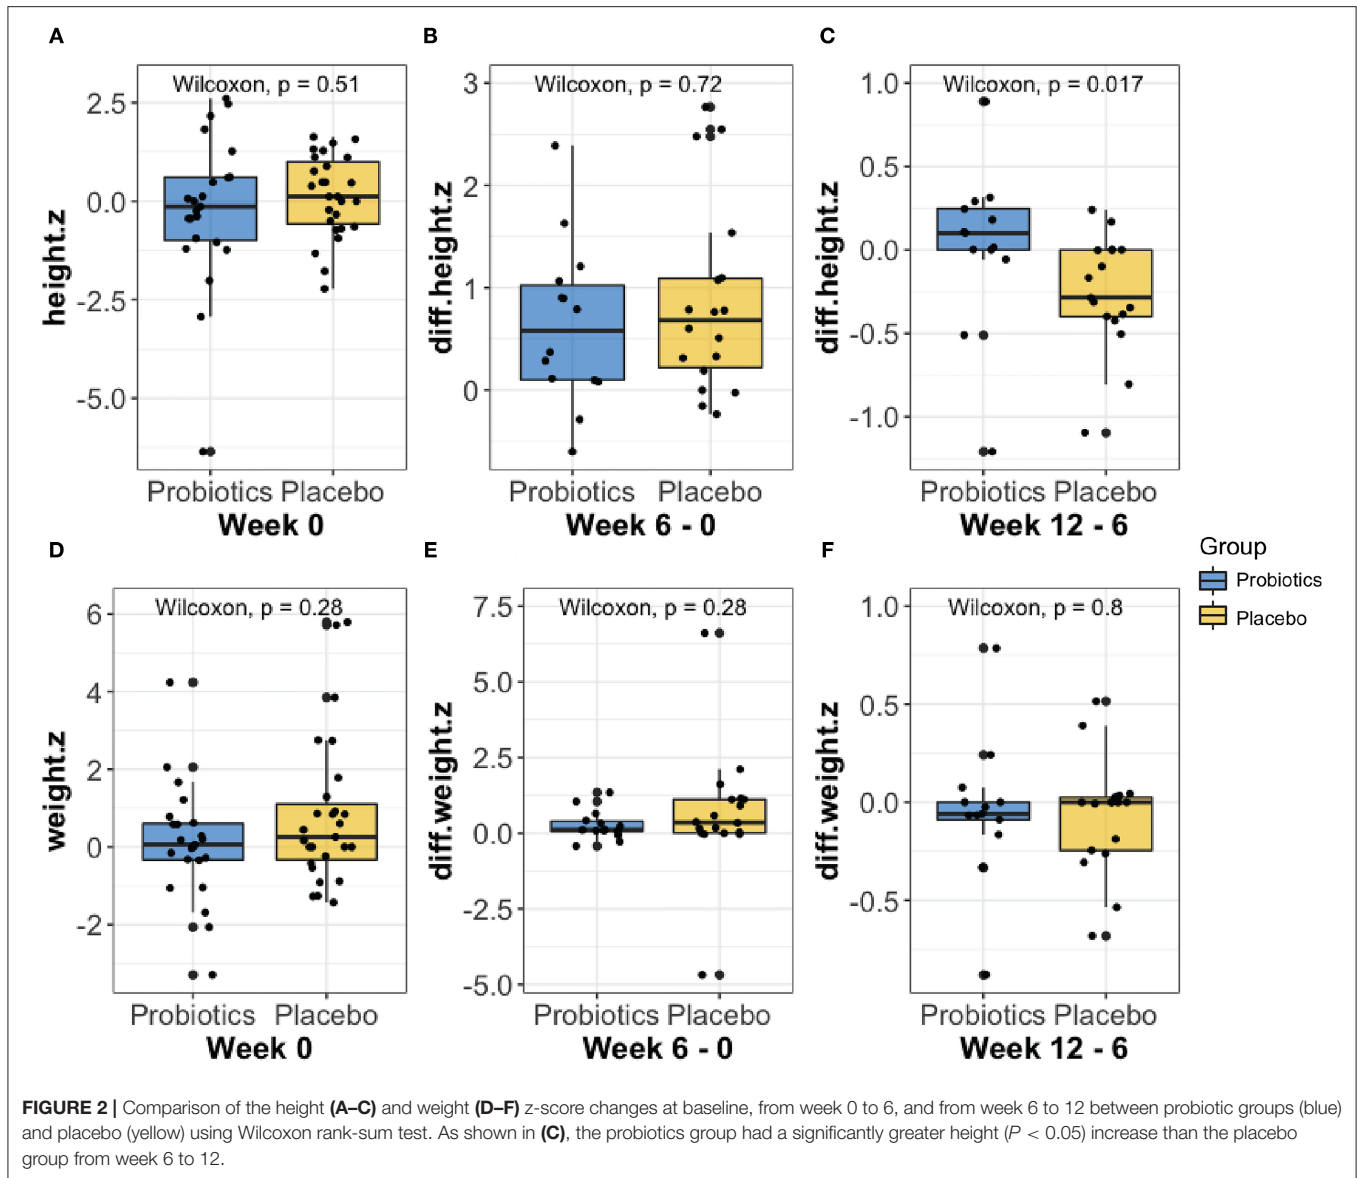 A
B
C
Wilcoxon, p = 0.51
Wilcoxon, p = 0.72
Wilcoxon, p = 0.017
height.z
2.5
0.0
-2.5
-5.0
diff.height.z
3
2
1
0
diff.height.z
1.0
0.5
0.0
-0.5
-1.0
Probiotics Placebo
Probiotics Placebo
Probiotics Placebo
Week 0
Week 6 - 0
Week 12 - 6
D
E
F
Wilcoxon, p = 0.28
Wilcoxon, p = 0.28
Wilcoxon, p = 0.8
weight.z
6
4
2
0
-2
diff.weight.z
7.5
5.0
2.5
0.0
-2.5
-5.0
diff.weight.z
1.0
0.5
0.0
-0.5
Probiotics Placebo
Probiotics Placebo
Probiotics Placebo
Week 0
Week 6 - 0
Week 12 - 6
Group
Probiotics
Placebo
FIGURE 2 | Comparison of the height (A–C) and weight (D–F) z-score changes at baseline, from week 0 to 6, and from week 6 to 12 between probiotic groups (blue)
and placebo (yellow) using Wilcoxon rank-sum test. As shown in (C), the probiotics group had a significantly greater height (P < 0.05) increase than the placebo
group from week 6 to 12.